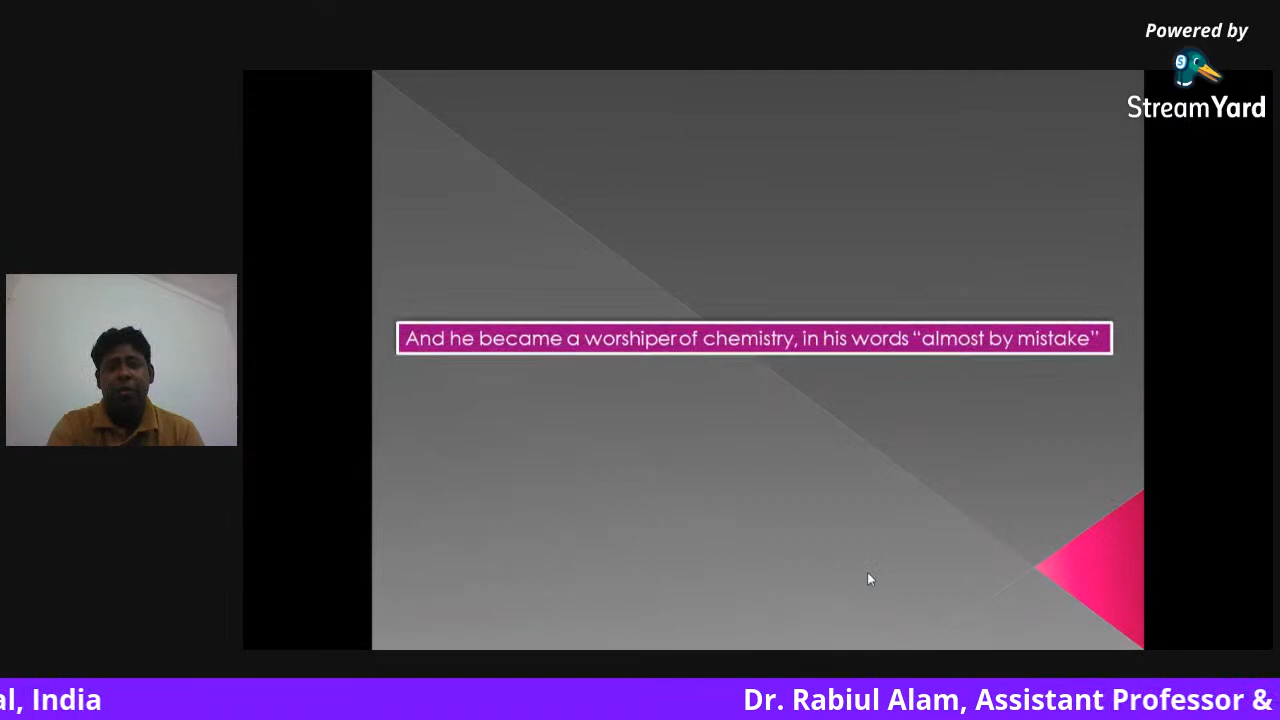 Powered by
StreamYard
And he became a worshiper of chemistry, in his words “almost by mistake”
al, India
Dr. Rabiul Alam, Assistant Professor &